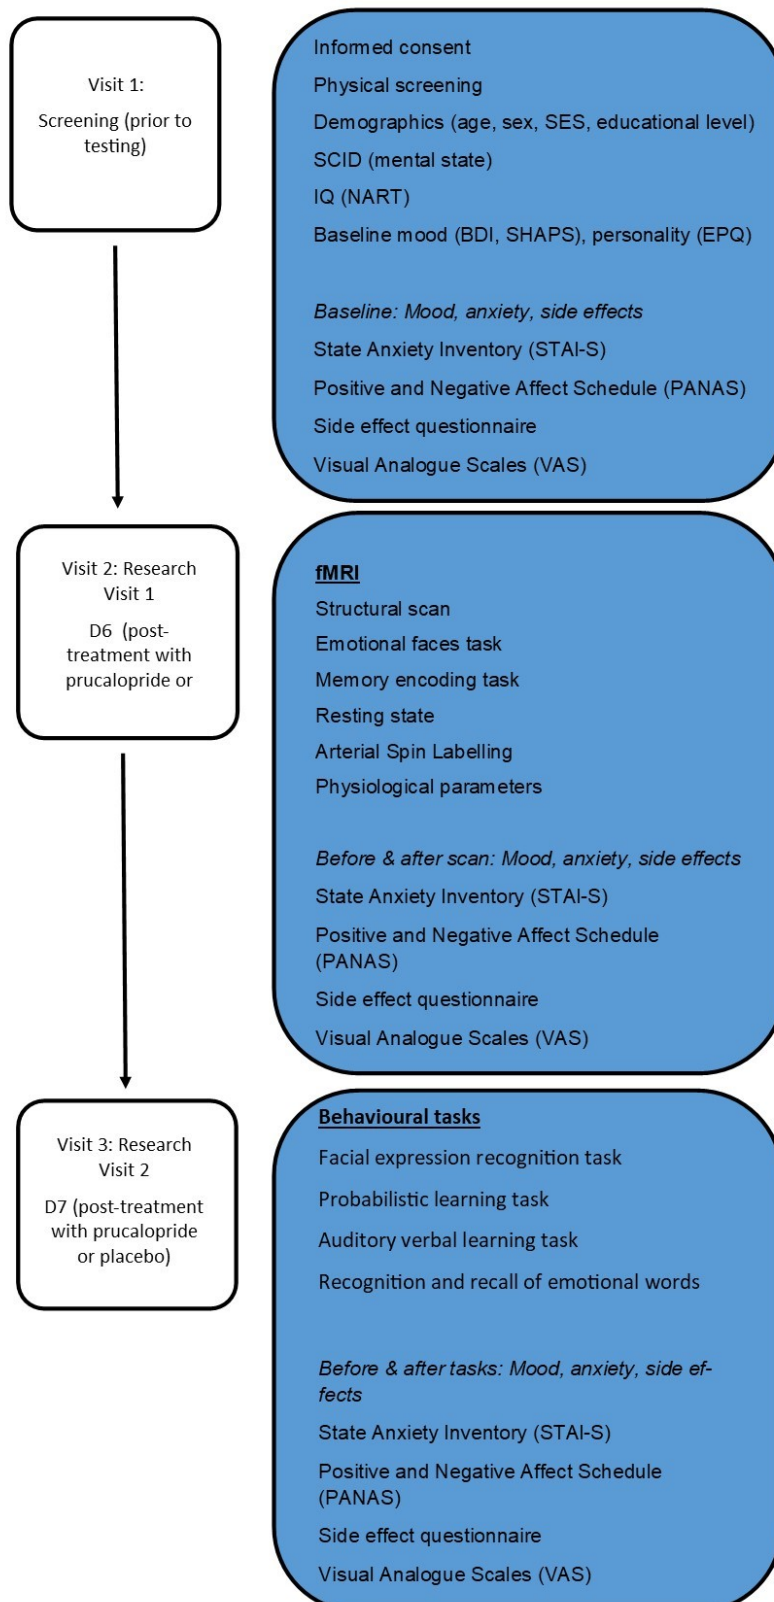 Visit 1:
Screening (prior to
testing)
Informed consent
Physical screening
Demographics (age, sex, SES, educational level)
SCID (mental state)
IQ (NART)
Baseline mood (BDI, SHAPS), personality (EPQ)
Baseline: Mood, anxiety, side effects
State Anxiety Inventory (STAI-S)
Positive and Negative Affect Schedule (PANAS)
Side effect questionnaire
Visual Analogue Scales (VAS)
Visit 2: Research
Visit 1
D6 (post-
treatment with
prucalopride or
fMRI
Structural scan
Emotional faces task
Memory encoding task
Resting state
Arterial Spin Labelling
Physiological parameters
Before & after scan: Mood, anxiety, side effects
State Anxiety Inventory (STAI-S)
Positive and Negative Affect Schedule
(PANAS)
Side effect questionnaire
Visual Analogue Scales (VAS)
Visit 3: Research
Visit 2
D7 (post-treatment
with prucalopride
or placebo)
Behavioural tasks
Facial expression recognition task
Probabilistic learning task
Auditory verbal learning task
Recognition and recall of emotional words
Before & after tasks: Mood, anxiety, side ef-
fects
State Anxiety Inventory (STAI-S)
Positive and Negative Affect Schedule
(PANAS)
Side effect questionnaire
Visual Analogue Scales (VAS)